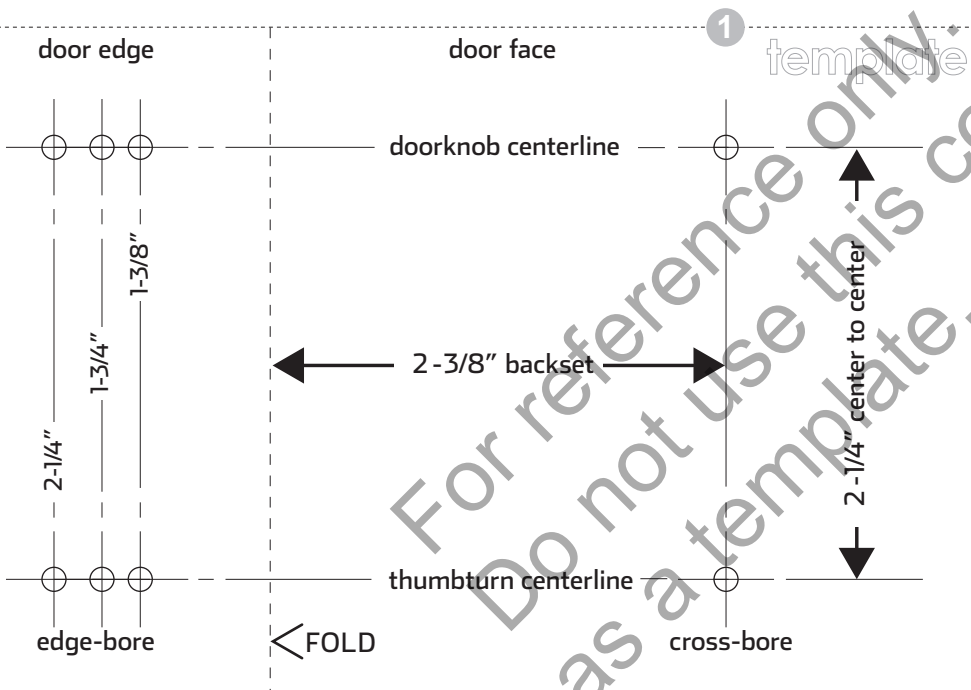 1
template
door edge
door face
doorknob centerline
1-3/8”
1-3/4”
2-1/4”
2-3/8” backset
2-1/4” center to center
thumbturn centerline
edge-bore
FOLD
cross-bore
For reference only.
Do not use this co
as a template.